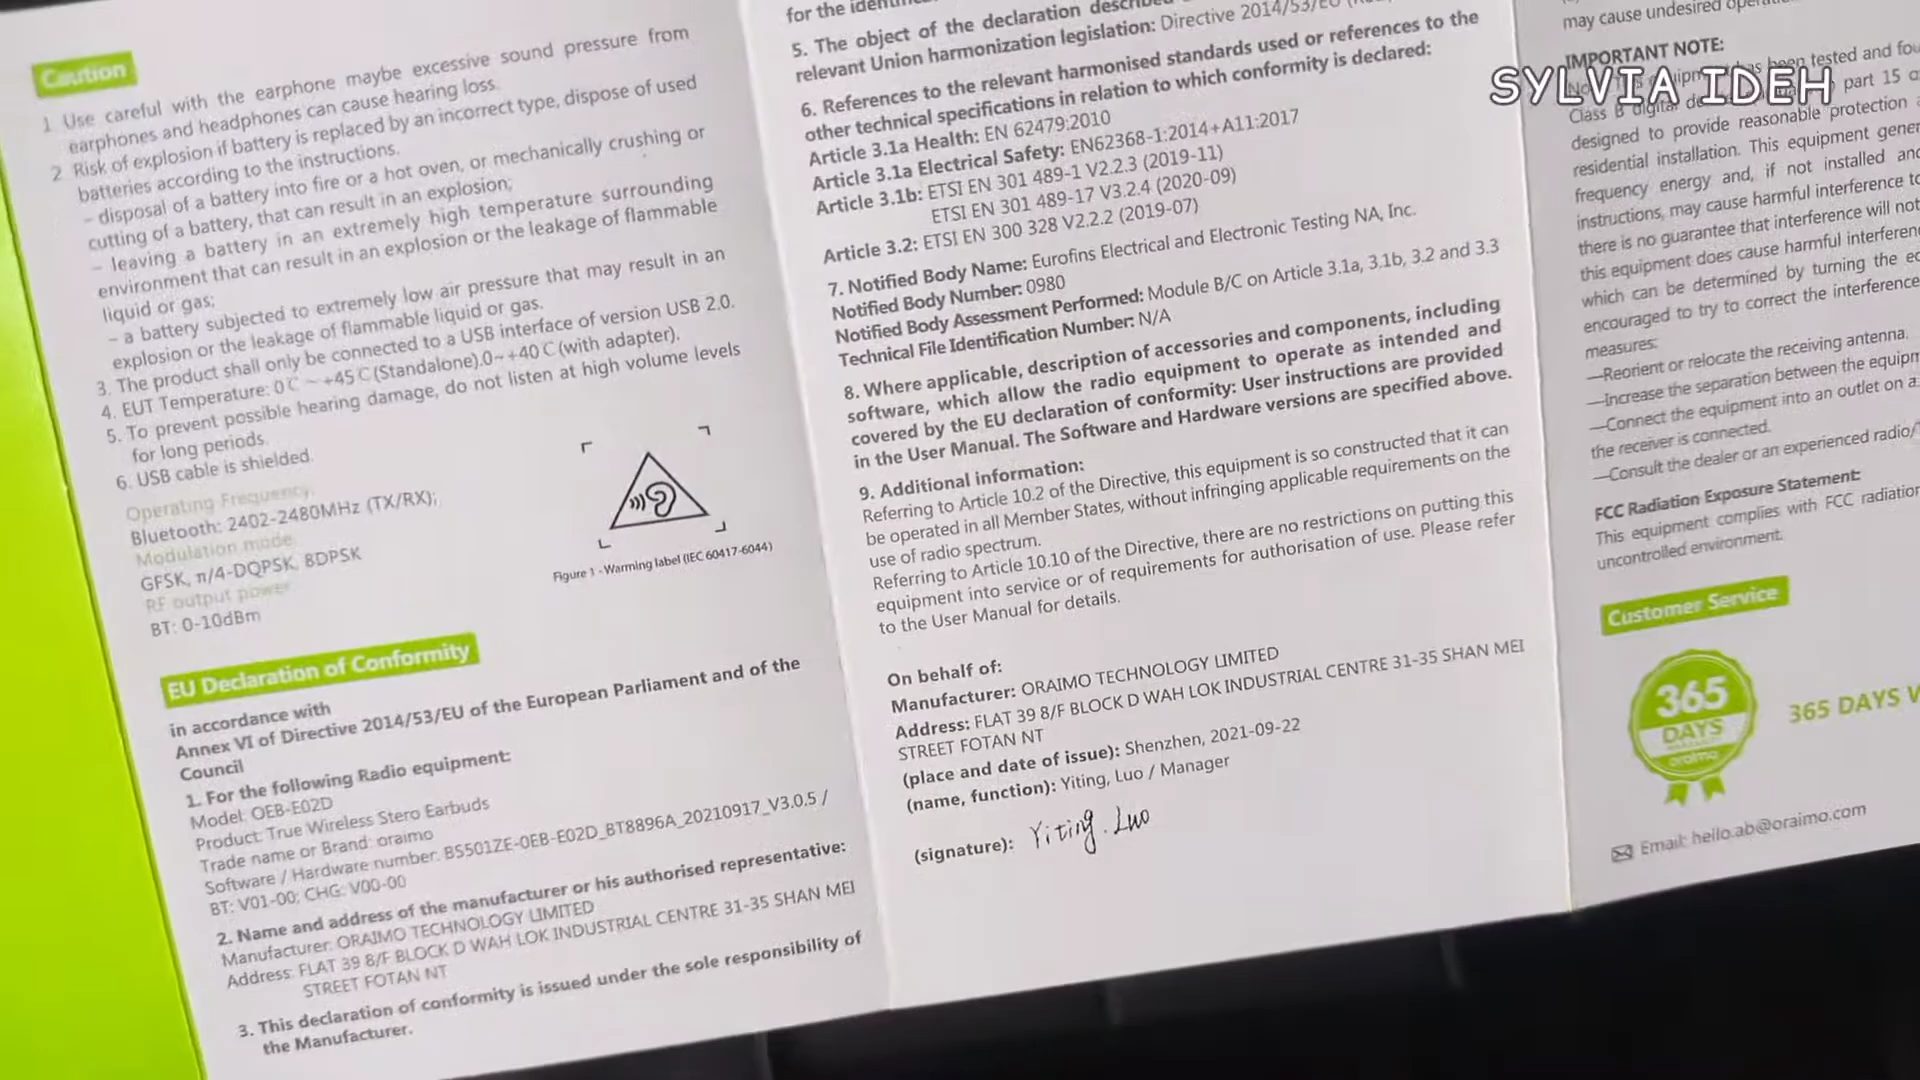 Caution
1 Use careful with the earphone maybe excessive sound pressure from
earphones and headphones can cause hearing loss.
2 Risk of explosion if battery is replaced by an incorrect type, dispose of used
batteries according to the instructions.
– disposal of a battery into fire or a hot oven, or mechanically crushing or
cutting of a battery, that can result in an explosion;
– leaving a battery in an extremely high temperature surrounding
environment that can result in an explosion or the leakage of flammable
liquid or gas;
– a battery subjected to extremely low air pressure that may result in an
explosion or the leakage of flammable liquid or gas.
3. The product shall only be connected to a USB interface of version USB 2.0.
4. EUT Temperature: 0℃ ~ +45℃(Standalone).0~+40℃(with adapter).
5. To prevent possible hearing damage, do not listen at high volume levels
for long periods.
6. USB cable is shielded.
Operating Frequency:
Bluetooth: 2402-2480MHz (TX/RX);
Modulation mode
GFSK, π/4-DQPSK, 8DPSK
RF output power
BT: 0-10dBm
Figure 1 - Warming label (IEC 60417-6044)
EU Declaration of Conformity
in accordance with
Annex VI of Directive 2014/53/EU of the European Parliament and of the
Council
1. For the following Radio equipment:
Model: OEB-E02D
Product: True Wireless Stero Earbuds
Trade name or Brand: oraimo
Software / Hardware number: BS501ZE-0EB-E02D_BT8896A_20210917_V3.0.5 /
BT: V01-00; CHG: V00-00
2. Name and address of the manufacturer or his authorised representative:
Manufacturer: ORAIMO TECHNOLOGY LIMITED
Address: FLAT 39 8/F BLOCK D WAH LOK INDUSTRIAL CENTRE 31-35 SHAN MEI
STREET FOTAN NT
3. This declaration of conformity is issued under the sole responsibility of
the Manufacturer.
for the
5. The object of the declaration
relevant Union harmonization legislation: Directive 2014/53/EU
6. References to the relevant harmonised standards used or references to the
other technical specifications in relation to which conformity is declared:
Article 3.1a Health: EN 62479:2010
Article 3.1a Electrical Safety: EN62368-1:2014+A11:2017
Article 3.1b: ETSI EN 301 489-1 V2.2.3 (2019-11)
ETSI EN 301 489-17 V3.2.4 (2020-09)
Article 3.2: ETSI EN 300 328 V2.2.2 (2019-07)
7. Notified Body Name: Eurofins Electrical and Electronic Testing NA, Inc.
Notified Body Number: 0980
Notified Body Assessment Performed: Module B/C on Article 3.1a, 3.1b, 3.2 and 3.3
Technical File Identification Number: N/A
8. Where applicable, description of accessories and components, including
software, which allow the radio equipment to operate as intended and
covered by the EU declaration of conformity: User instructions are provided
in the User Manual. The Software and Hardware versions are specified above.
9. Additional information:
Referring to Article 10.2 of the Directive, this equipment is so constructed that it can
be operated in all Member States, without infringing applicable requirements on the
use of radio spectrum.
Referring to Article 10.10 of the Directive, there are no restrictions on putting this
equipment into service or of requirements for authorisation of use. Please refer
to the User Manual for details.
On behalf of:
Manufacturer: ORAIMO TECHNOLOGY LIMITED
Address: FLAT 39 8/F BLOCK D WAH LOK INDUSTRIAL CENTRE 31-35 SHAN MEI
STREET FOTAN NT
(place and date of issue): Shenzhen, 2021-09-22
(name, function): Yiting, Luo / Manager
(signature): Yiting. Luo
may cause undesired
IMPORTANT NOTE:
been tested and
SYLVIA IDEH
Class B digital part 15
designed to provide reasonable protection
residential installation. This equipment
frequency energy and, if not installed
instructions, may cause harmful interference
there is no guarantee that interference will not
this equipment does cause harmful
which can be determined by turning the
encouraged to try to correct the interference
measures:
—Reorient or relocate the receiving antenna.
—Increase the separation between the
—Connect the equipment into an outlet on
the receiver is connected.
—Consult the dealer or an experienced radio/
FCC Radiation Exposure Statement:
This equipment complies with FCC
uncontrolled environment.
Customer Service
365
DAYS
oraimo
365 DAYS
Email: hello.ab@oraimo.com